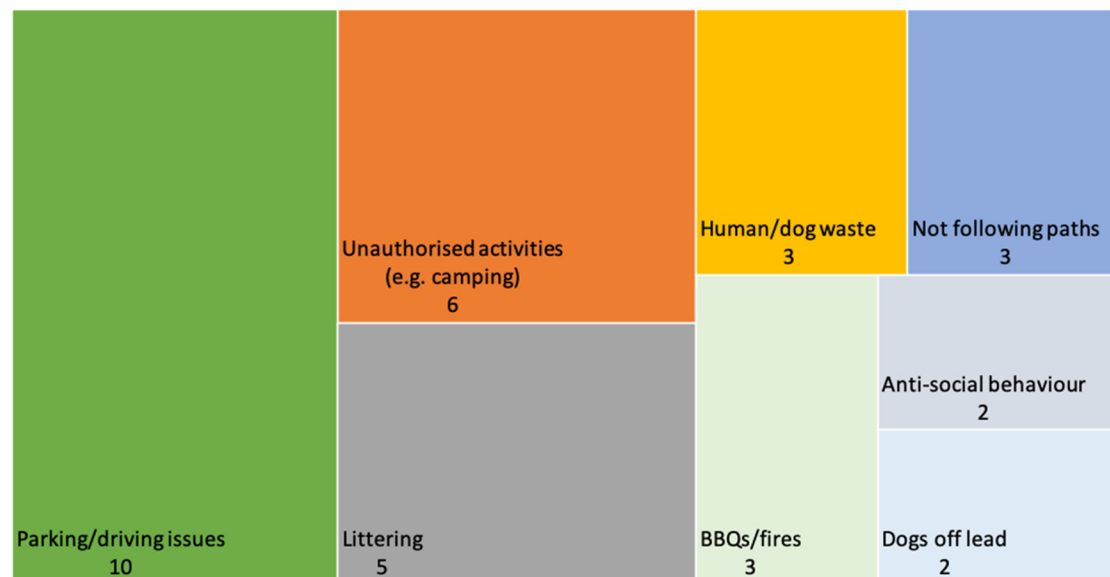 Parking/driving issues
10
Unauthorised activities
(e.g. camping)
6
Littering
5
Human/dog waste
3
Not following paths
3
BBQs/fires
3
Anti-social behaviour
2
Dogs off lead
2